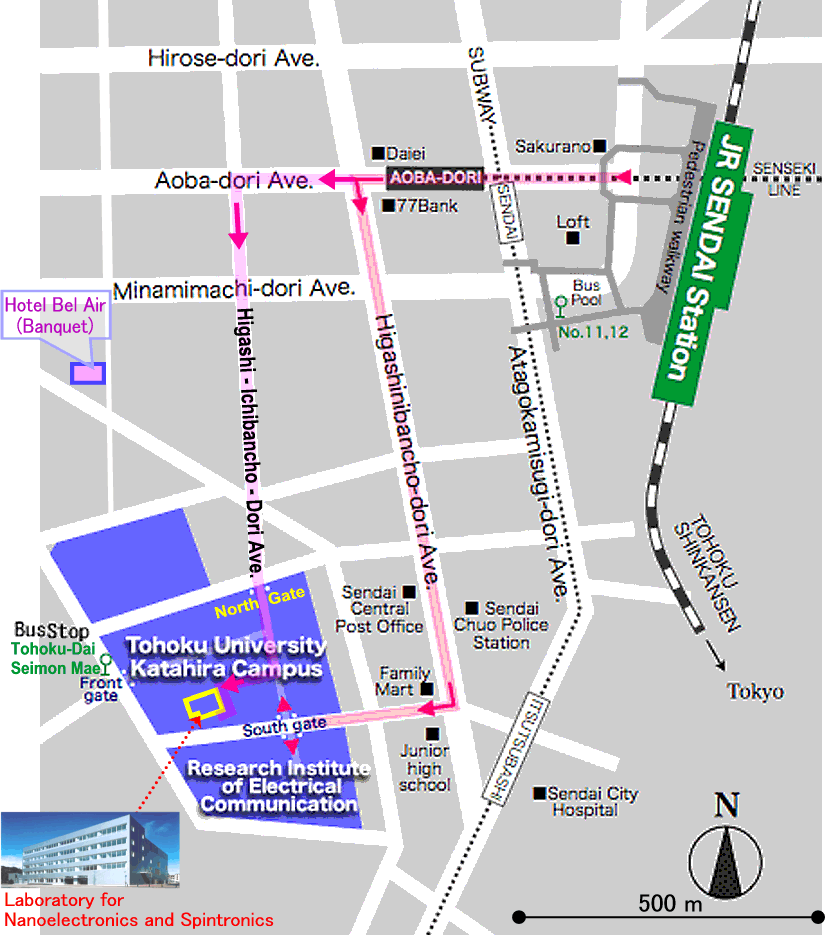 Hirose-dori Ave.
SUBWAY
Daiei
Sakurano
Pedestrian walkway
JR SENDAI Station
SENSEKI
LINE
Aoba-dori Ave.
AOBA-DORI
77Bank
SENDAI
Loft
Minamimachi-dori Ave.
Bus
Pool
No.11,12
Hotel Bel Air
(Banquet)
Higashi - Ichibancho - Dori Ave.
Higashinibancho-dori Ave.
Atagokamisugi-dori Ave.
TOHOKU
SHINKANSEN
Tokyo
North Gate
Sendai
Central
Post Office
Sendai
Chuo Police
Station
BusStop
Tohoku-Dai
Seimon Mae
Front
gate
Tohoku University
Katahira Campus
Family
Mart
South gate
Junior
high
school
ITSUTSUBASHI
Research Institute
of Electrical
Communication
Sendai City
Hospital
N
500 m
Laboratory for
Nanoelectronics and Spintronics